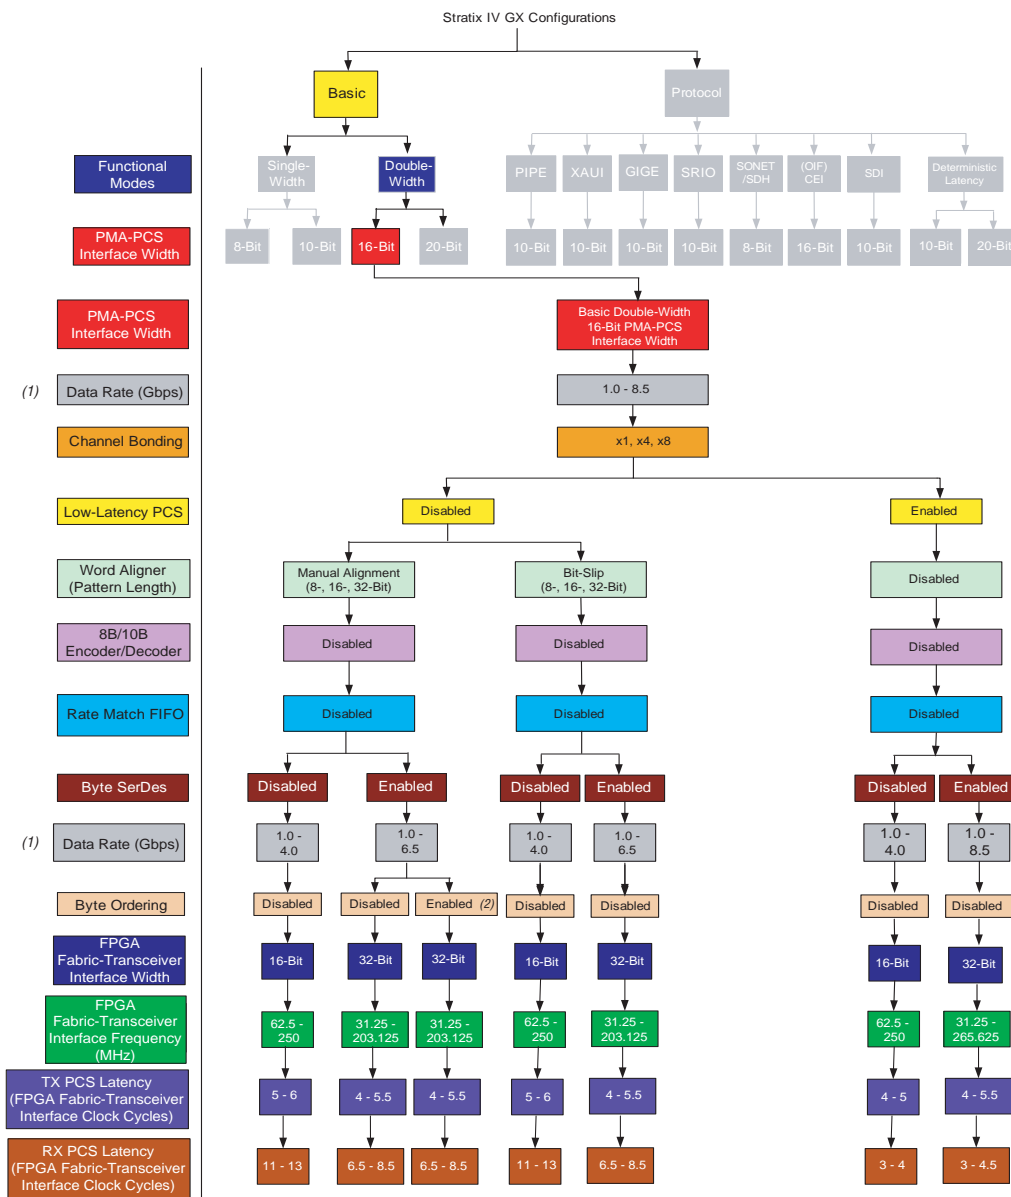 Stratix IV GX Configurations
Basic
Protocol
Functional
Modes
Single-
Width
Double-
Width
PIPE
XAUI
GIGE
SRIO
SONET
/SDH
(OIF)
CEI
SDI
Deterministic
Latency
PMA-PCS
Interface Width
8-Bit
10-Bit
16-Bit
20-Bit
10-Bit
10-Bit
10-Bit
10-Bit
8-Bit
16-Bit
10-Bit
10-Bit
20-Bit
PMA-PCS
Interface Width
Basic Double-Width
16-Bit PMA-PCS
Interface Width
(1)
Data Rate (Gbps)
1.0 - 8.5
Channel Bonding
x1, x4, x8
Low-Latency PCS
Disabled
Enabled
Word Aligner
(Pattern Length)
Manual Alignment
(8-, 16-, 32-Bit)
Bit-Slip
(8-, 16-, 32-Bit)
Disabled
8B/10B
Encoder/Decoder
Disabled
Disabled
Disabled
Rate Match FIFO
Disabled
Disabled
Disabled
Byte SerDes
Disabled
Enabled
Disabled
Enabled
Disabled
Enabled
(1)
Data Rate (Gbps)
1.0 -
4.0
1.0 -
6.5
1.0 -
4.0
1.0 -
6.5
1.0 -
4.0
1.0 -
8.5
Byte Ordering
Disabled
Disabled
Enabled (2)
Disabled
Disabled
Disabled
Disabled
FPGA
Fabric-Transceiver
Interface Width
16-Bit
32-Bit
32-Bit
16-Bit
32-Bit
16-Bit
32-Bit
FPGA
Fabric-Transceiver
Interface Frequency
(MHz)
62.5 -
250
31.25 -
203.125
31.25 -
203.125
62.5 -
250
31.25 -
203.125
62.5 -
250
31.25 -
265.625
TX PCS Latency
(FPGA Fabric-Transceiver
Interface Clock Cycles)
5 - 6
4 - 5.5
4 - 5.5
5 - 6
4 - 5.5
4 - 5
4 - 5.5
RX PCS Latency
(FPGA Fabric-Transceiver
Interface Clock Cycles)
11 - 13
6.5 - 8.5
6.5 - 8.5
11 - 13
6.5 - 8.5
3 - 4
3 - 4.5